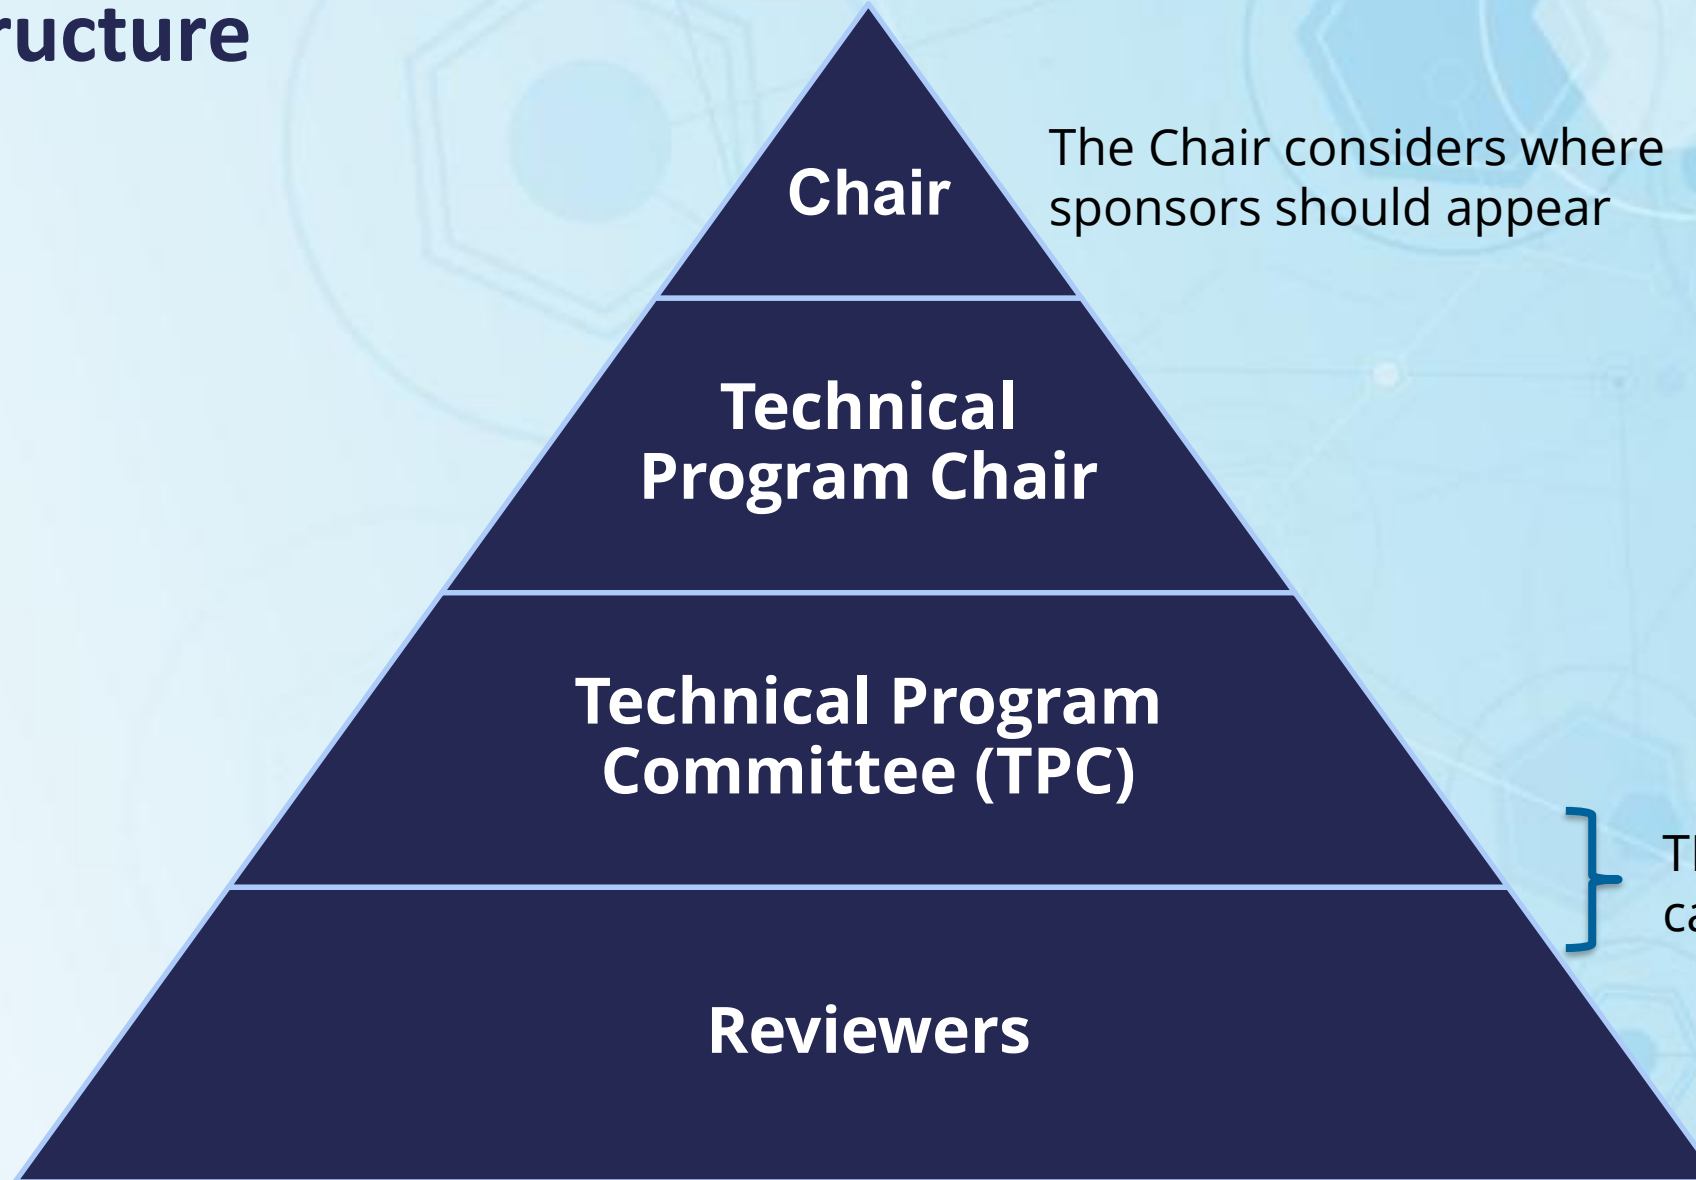 ructure
Chair
The Chair considers where
sponsors should appear
Technical
Program Chair
Technical Program
Committee (TPC)
Reviewers